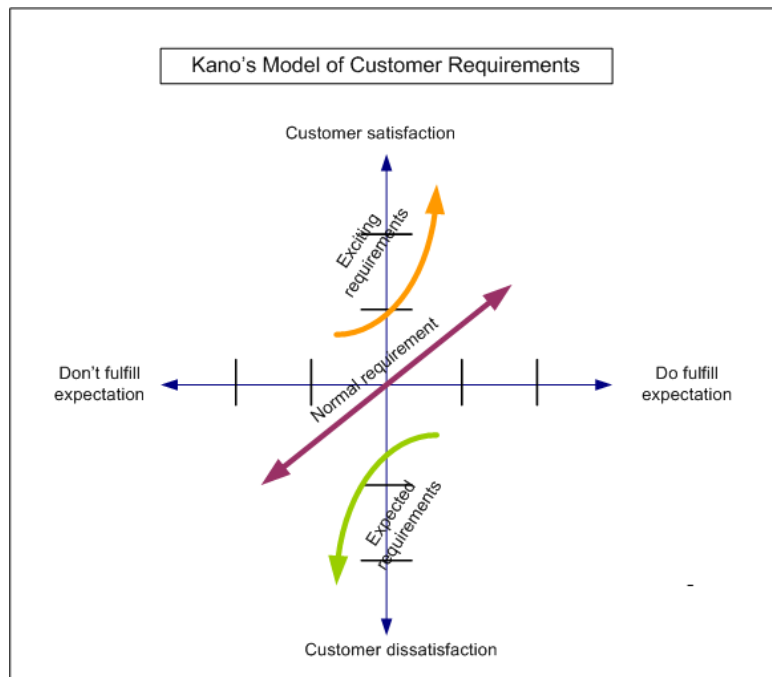 Kano's Model of Customer Requirements
Customer satisfaction
Exciting
requirements
Normal requirement
Don't fulfill
expectation
Do fulfill
expectation
Expected
requirements
-
Customer dissatisfaction